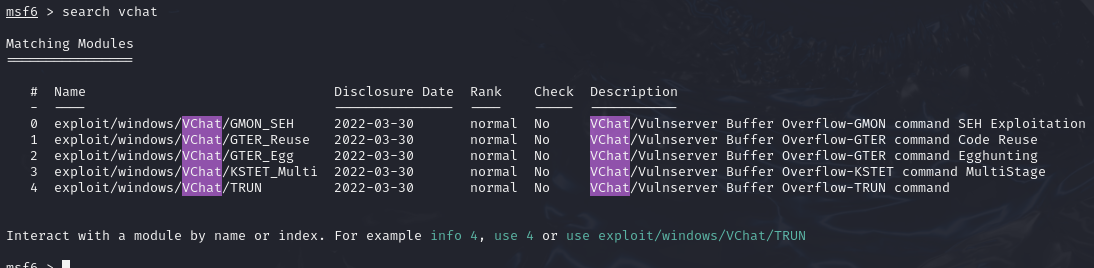 msf6 > search vchat
Matching Modules
================
# Name Disclosure Date Rank Check Description
- ---- --------------- ---- ----- -----------
0 exploit/windows/VChat/GMON_SEH 2022-03-30 normal No VChat/Vulnserver Buffer Overflow-GMON command SEH Exploitation
1 exploit/windows/VChat/GTER_Reuse 2022-03-30 normal No VChat/Vulnserver Buffer Overflow-GTER command Code Reuse
2 exploit/windows/VChat/GTER_Egg 2022-03-30 normal No VChat/Vulnserver Buffer Overflow-GTER command Egghunting
3 exploit/windows/VChat/KSTET_Multi 2022-03-30 normal No VChat/Vulnserver Buffer Overflow-KSTET command MultiStage
4 exploit/windows/VChat/TRUN 2022-03-30 normal No VChat/Vulnserver Buffer Overflow-TRUN command
Interact with a module by name or index. For example info 4, use 4 or use exploit/windows/VChat/TRUN
msf6 >